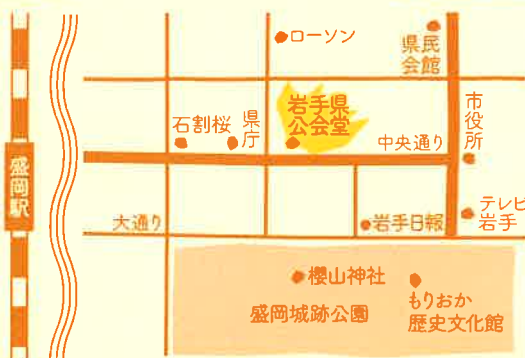 ローソン
県民
会館
岩手県
公会堂
石割桜
県庁
中央通り
市役所
盛岡駅
大通り
岩手日報
テレビ
岩手
櫻山神社
盛岡城跡公園
もりおか
歴史文化館